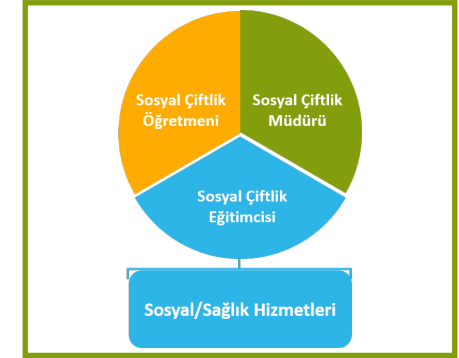 Sosyal Çiftlik
Öğretmeni
Sosyal Çiftlik
Müdürü
Sosyal Çiftlik
Eğitimcisi
Sosyal/Sağlık Hizmetleri